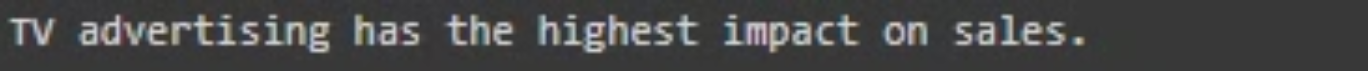 TV advertising has the highest impact on sales.